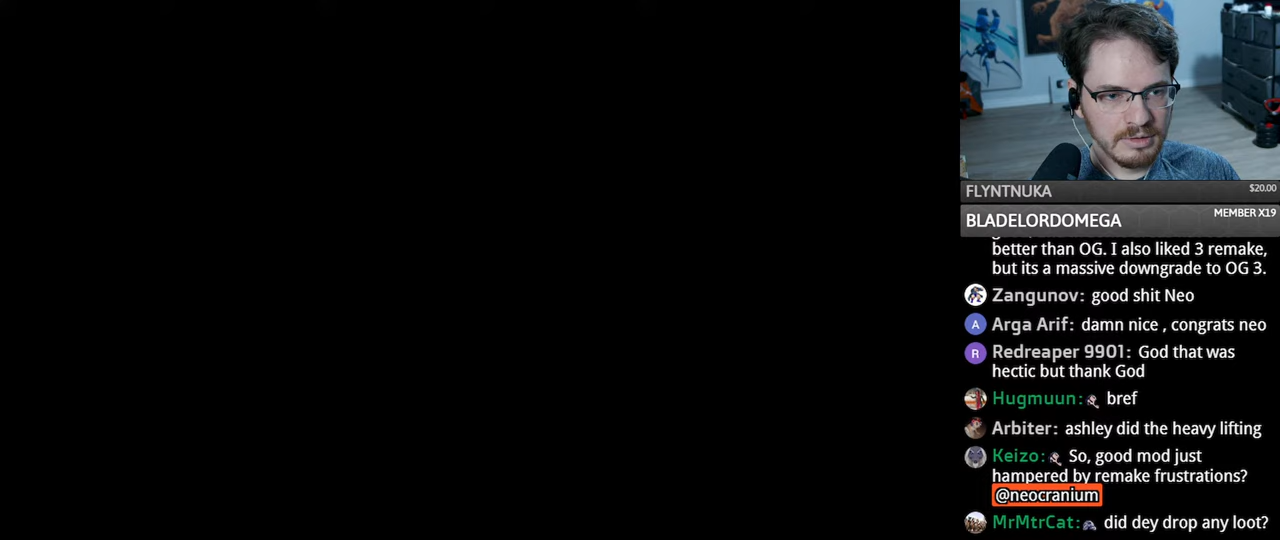 FLYNTNUKA $20.00
BLADELORDOMEGA MEMBER X19
better than OG. I also liked 3 remake,
but its a massive downgrade to OG 3.
Zangunov: good shit Neo
A Arga Arif: damn nice , congrats neo
R Redreaper 9901: God that was
hectic but thank God
Hugmuun: bref
Arbiter: ashley did the heavy lifting
Keizo: So, good mod just
hampered by remake frustrations?
@neocranium
MrMtrCat: did dey drop any loot?